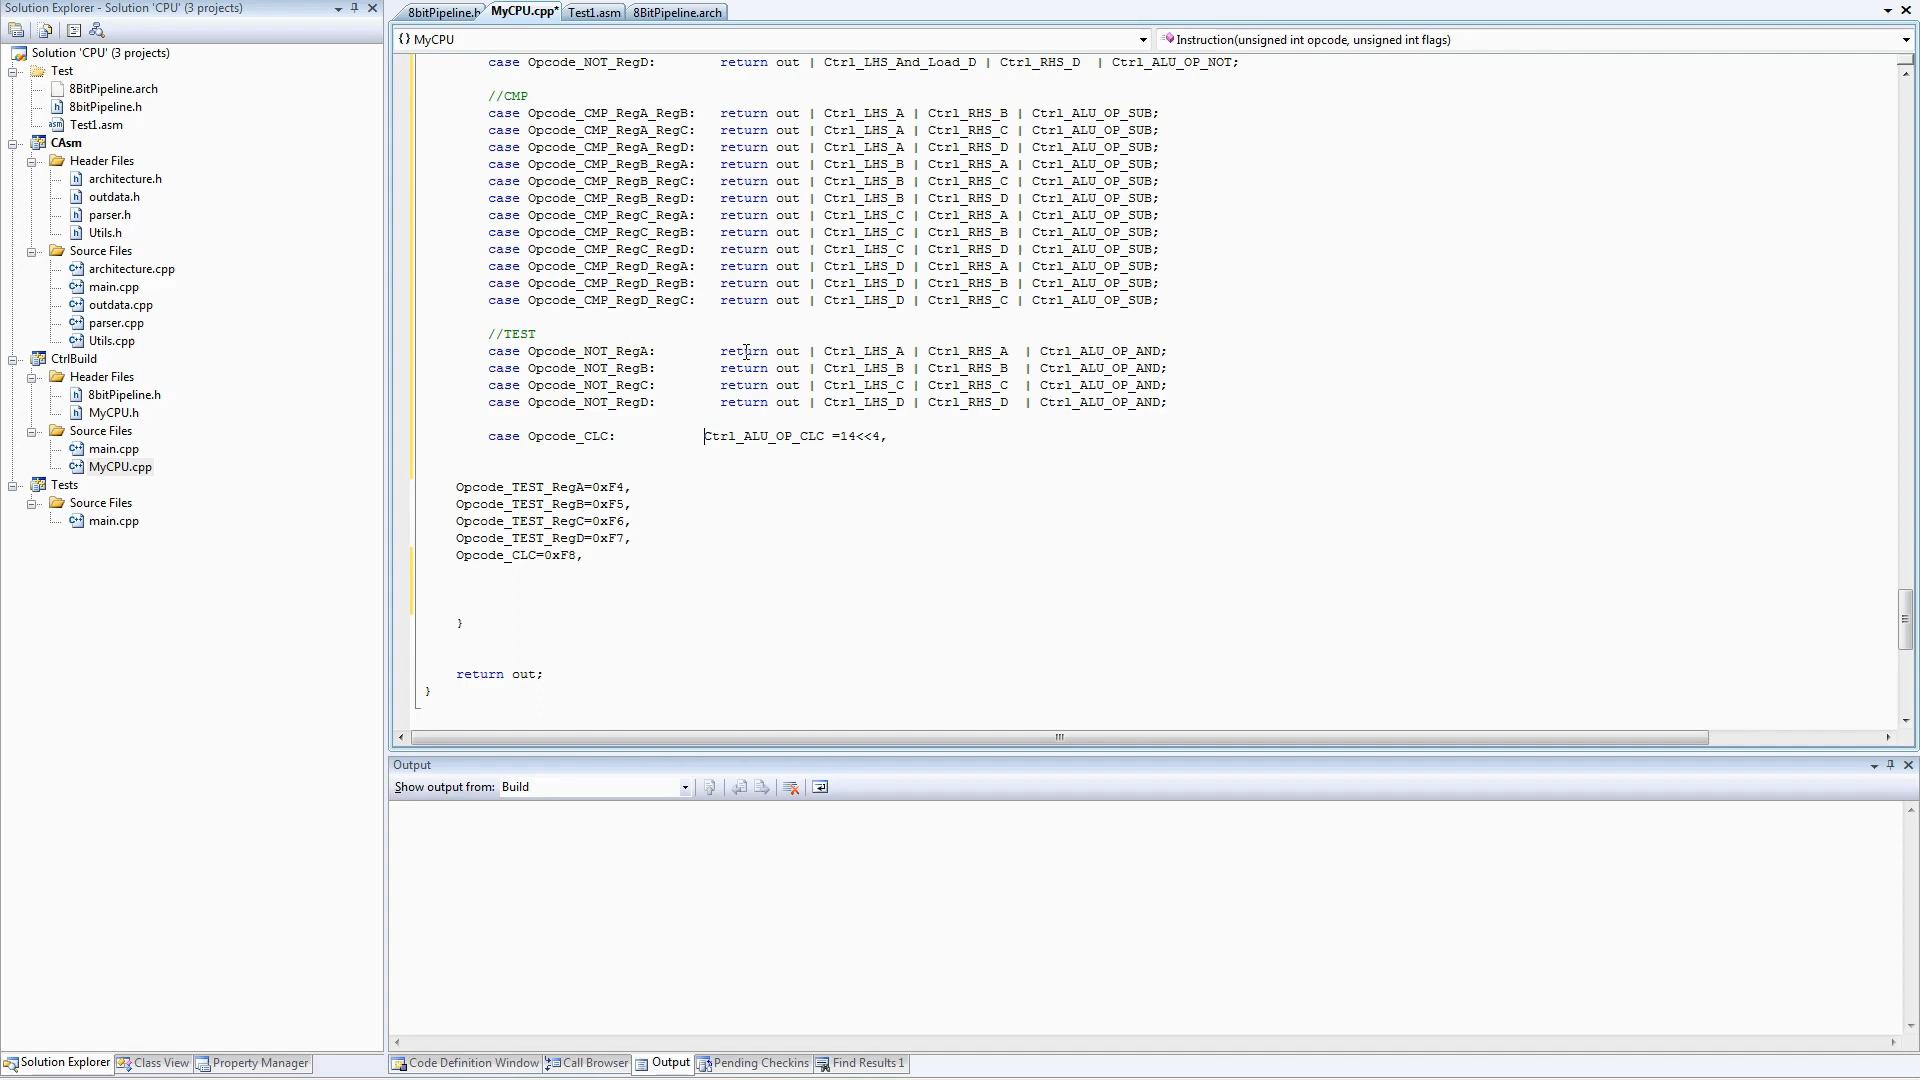 Solution Explorer - Solution 'CPU' (3 projects)
8bitPipeline.h MyCPU.cpp* Test1.asm 8BitPipeline.arch
{} MyCPU Instruction(unsigned int opcode, unsigned int flags)
Solution 'CPU' (3 projects)
Test
8BitPipeline.arch
8bitPipeline.h
Test1.asm
CAsm
Header Files
architecture.h
outdata.h
parser.h
Utils.h
Source Files
architecture.cpp
main.cpp
outdata.cpp
parser.cpp
Utils.cpp
CtrlBuild
Header Files
8bitPipeline.h
MyCPU.h
Source Files
main.cpp
MyCPU.cpp
Tests
Source Files
main.cpp
case Opcode_NOT_RegD: return out | Ctrl_LHS_And_Load_D | Ctrl_RHS_D | Ctrl_ALU_OP_NOT;
//CMP
case Opcode_CMP_RegA_RegB: return out | Ctrl_LHS_A | Ctrl_RHS_B | Ctrl_ALU_OP_SUB;
case Opcode_CMP_RegA_RegC: return out | Ctrl_LHS_A | Ctrl_RHS_C | Ctrl_ALU_OP_SUB;
case Opcode_CMP_RegA_RegD: return out | Ctrl_LHS_A | Ctrl_RHS_D | Ctrl_ALU_OP_SUB;
case Opcode_CMP_RegB_RegA: return out | Ctrl_LHS_B | Ctrl_RHS_A | Ctrl_ALU_OP_SUB;
case Opcode_CMP_RegB_RegC: return out | Ctrl_LHS_B | Ctrl_RHS_C | Ctrl_ALU_OP_SUB;
case Opcode_CMP_RegB_RegD: return out | Ctrl_LHS_B | Ctrl_RHS_D | Ctrl_ALU_OP_SUB;
case Opcode_CMP_RegC_RegA: return out | Ctrl_LHS_C | Ctrl_RHS_A | Ctrl_ALU_OP_SUB;
case Opcode_CMP_RegC_RegB: return out | Ctrl_LHS_C | Ctrl_RHS_B | Ctrl_ALU_OP_SUB;
case Opcode_CMP_RegC_RegD: return out | Ctrl_LHS_C | Ctrl_RHS_D | Ctrl_ALU_OP_SUB;
case Opcode_CMP_RegD_RegA: return out | Ctrl_LHS_D | Ctrl_RHS_A | Ctrl_ALU_OP_SUB;
case Opcode_CMP_RegD_RegB: return out | Ctrl_LHS_D | Ctrl_RHS_B | Ctrl_ALU_OP_SUB;
case Opcode_CMP_RegD_RegC: return out | Ctrl_LHS_D | Ctrl_RHS_C | Ctrl_ALU_OP_SUB;
//TEST
case Opcode_NOT_RegA: return out | Ctrl_LHS_A | Ctrl_RHS_A | Ctrl_ALU_OP_AND;
case Opcode_NOT_RegB: return out | Ctrl_LHS_B | Ctrl_RHS_B | Ctrl_ALU_OP_AND;
case Opcode_NOT_RegC: return out | Ctrl_LHS_C | Ctrl_RHS_C | Ctrl_ALU_OP_AND;
case Opcode_NOT_RegD: return out | Ctrl_LHS_D | Ctrl_RHS_D | Ctrl_ALU_OP_AND;
case Opcode_CLC: Ctrl_ALU_OP_CLC =14<<4,
Opcode_TEST_RegA=0xF4,
Opcode_TEST_RegB=0xF5,
Opcode_TEST_RegC=0xF6,
Opcode_TEST_RegD=0xF7,
Opcode_CLC=0xF8,
}
return out;
}
Output
Show output from: Build
Solution Explorer Class View Property Manager
Code Definition Window Call Browser Output Pending Checkins Find Results 1